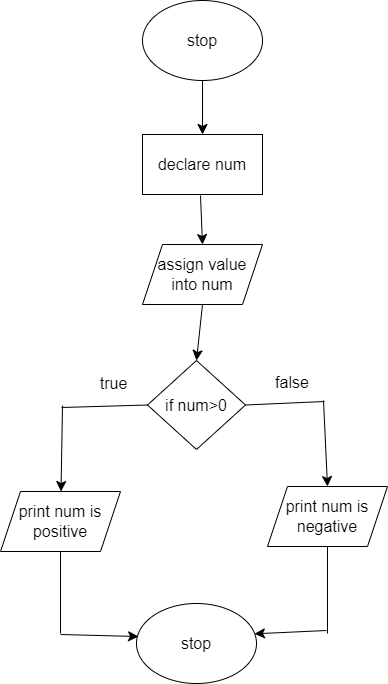 stop
declare num
assign value
into num
true
false
if num>0
print num is
positive
print num is
negative
stop